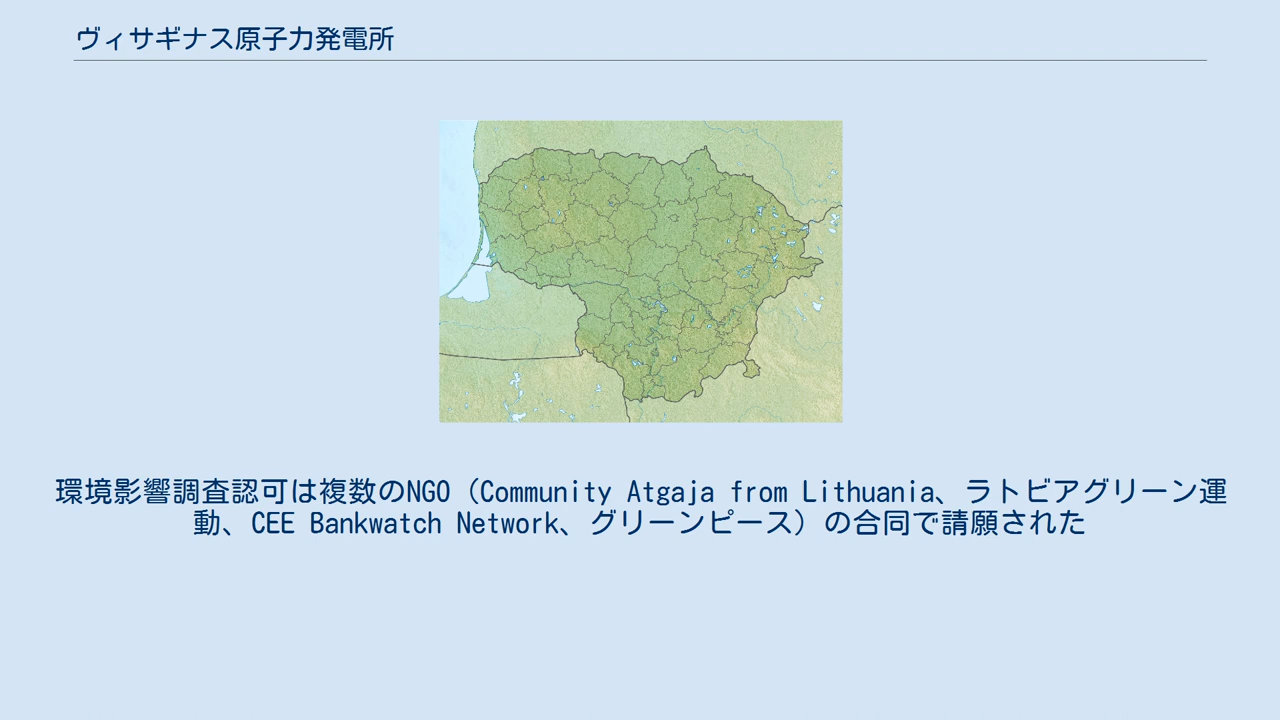 ヴィサギナス原子力発電所
環境影響調査認可は複数のNGO（Community Atgaja from Lithuania、ラトビアグリーン運
動、CEE Bankwatch Network、グリーンピース）の合同で請願された